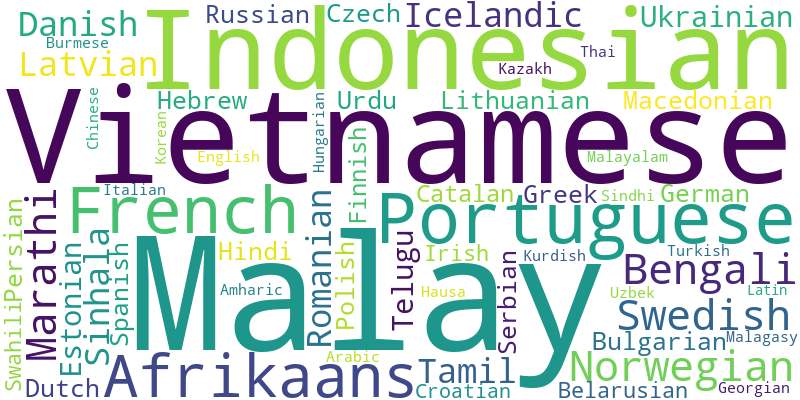 Danish
Russian
Czech
Icelandic
Ukrainian
Burmese
Indonesian
Thai
Latvian
Kazakh
Vietnamese
Chinese
Hebrew
Korean
Hungarian
Urdu
Lithuanian
Macedonian
English
Malayalam
Italian
French
Finnish
Catalan
Greek
Sindhi
German
Portuguese
Swahili
Persian
Marathi
Estonian
Sinhala
Spanish
Malay
Hindi
Romanian
Polish
Telugu
Irish
Serbian
Kurdish
Turkish
Bengali
Amharic
Hausa
Uzbek
Latin
Swedish
Bulgarian
Malagasy
Arabic
Afrikaans
Tamil
Norwegian
Dutch
Croatian
Belarusian
Georgian